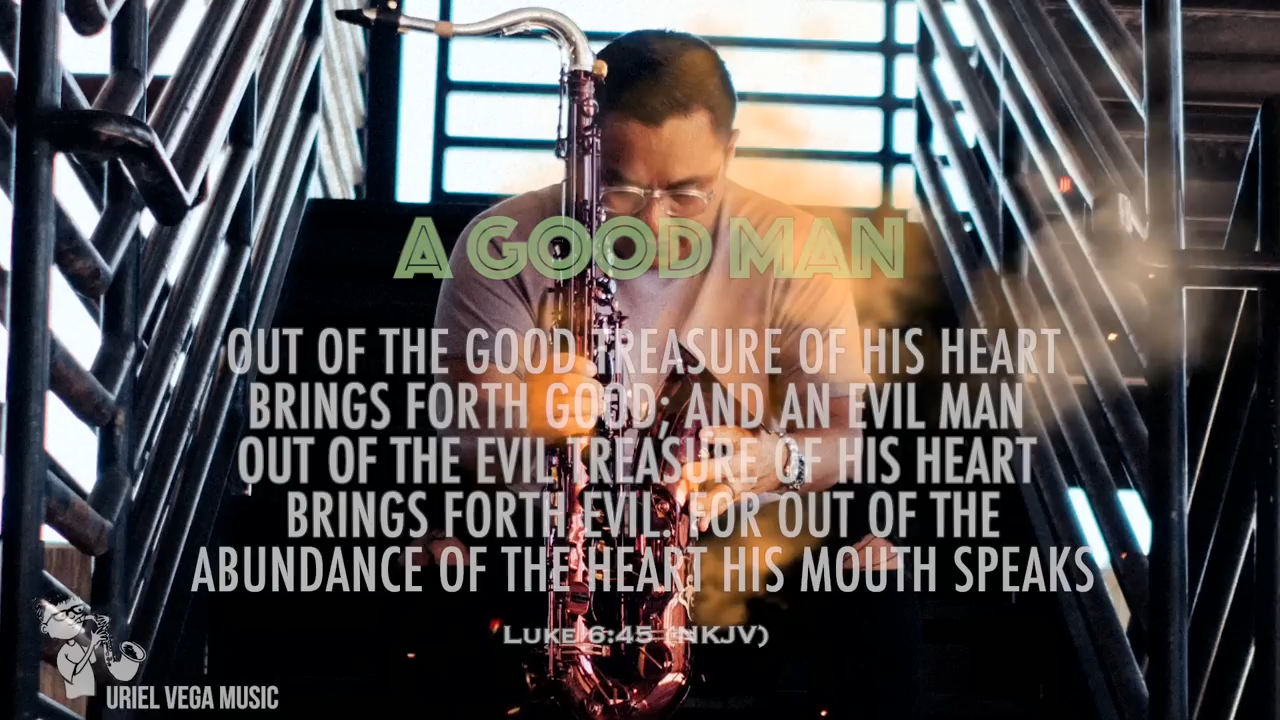 A GOOD MAN
OUT OF THE GOOD TREASURE OF HIS HEART
BRINGS FORTH GOOD; AND AN EVIL MAN
OUT OF THE EVIL TREASURE OF HIS HEART
BRINGS FORTH EVIL. FOR OUT OF THE
ABUNDANCE OF THE HEART HIS MOUTH SPEAKS
LUKE 6:45 (NKJV)
URIEL VEGA MUSIC